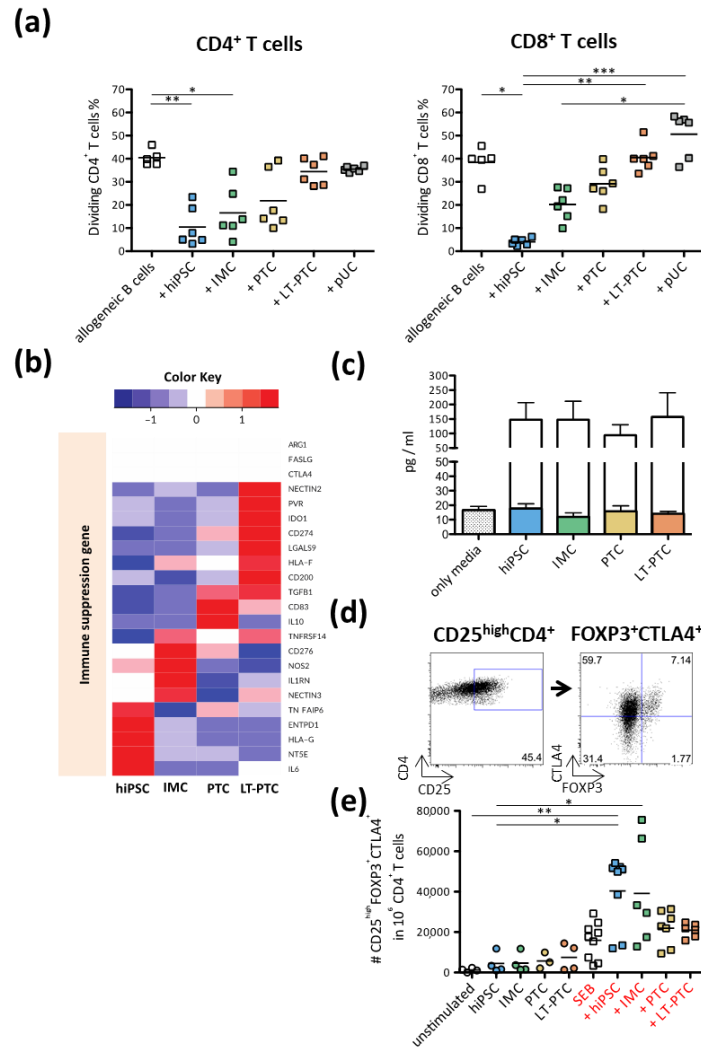 (a)
CD4+ T cells
CD8+ T cells
Dividing CD4+ T cells %
70
60
50
40
30
20
10
0
*
**
allogeneic B cells
+ hiPSC
+ IMC
+ PTC
+ LT-PTC
+ pUC
Dividing CD8+ T cells %
70
60
50
40
30
20
10
0
***
*
**
*
allogeneic B cells
+ hiPSC
+ IMC
+ PTC
+ LT-PTC
+ pUC
(b)
Color Key
−1 0 1
Immune suppression gene
ARG1
FASLG
CTLA4
NECTIN2
PVR
IDO1
CD274
LGALS9
HLA-F
CD200
TGFB1
CD83
IL10
TNFRSF14
CD276
NOS2
IL1RN
NECTIN3
TN FAIP6
ENTPD1
HLA-G
NT5E
IL6
hiPSC IMC PTC LT-PTC
(c)
pg / ml
300
250
200
150
100
50
20
10
0
only media
hiPSC
IMC
PTC
LT-PTC
(d)
CD25highCD4+
FOXP3+CTLA4+
CD4
CD25
45.4
59.7 7.14
31.4 1.77
CTLA4
FOXP3
(e)
# CD25high FOXP3+CTLA4+
in 10⁶ CD4+ T cells
80000
60000
40000
20000
0
*
**
*
unstimulated
hiPSC
IMC
PTC
LT-PTC
SEB
+ hiPSC
+ IMC
+ PTC
+ LT-PTC